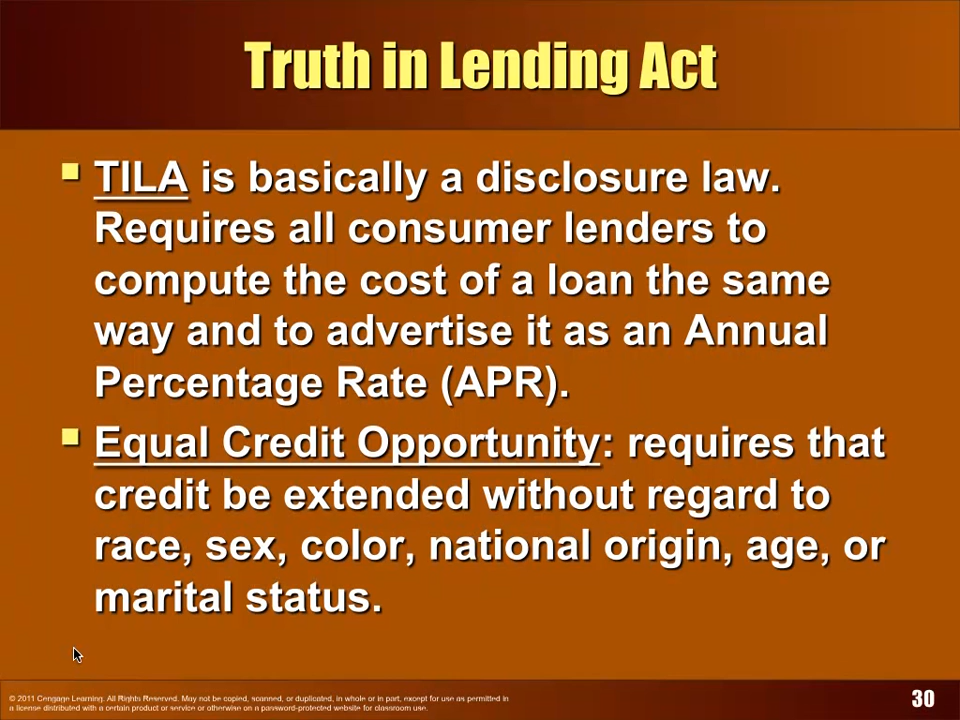 Truth in Lending Act
TILA is basically a disclosure law.
Requires all consumer lenders to
compute the cost of a loan the same
way and to advertise it as an Annual
Percentage Rate (APR).
Equal Credit Opportunity: requires that
credit be extended without regard to
race, sex, color, national origin, age, or
marital status.
© 2011 Cengage Learning. All Rights Reserved. May not be copied, scanned, or duplicated, in whole or in part, except for use as permitted in
a license distributed with a certain product or service or otherwise on a password-protected website for classroom use.
30